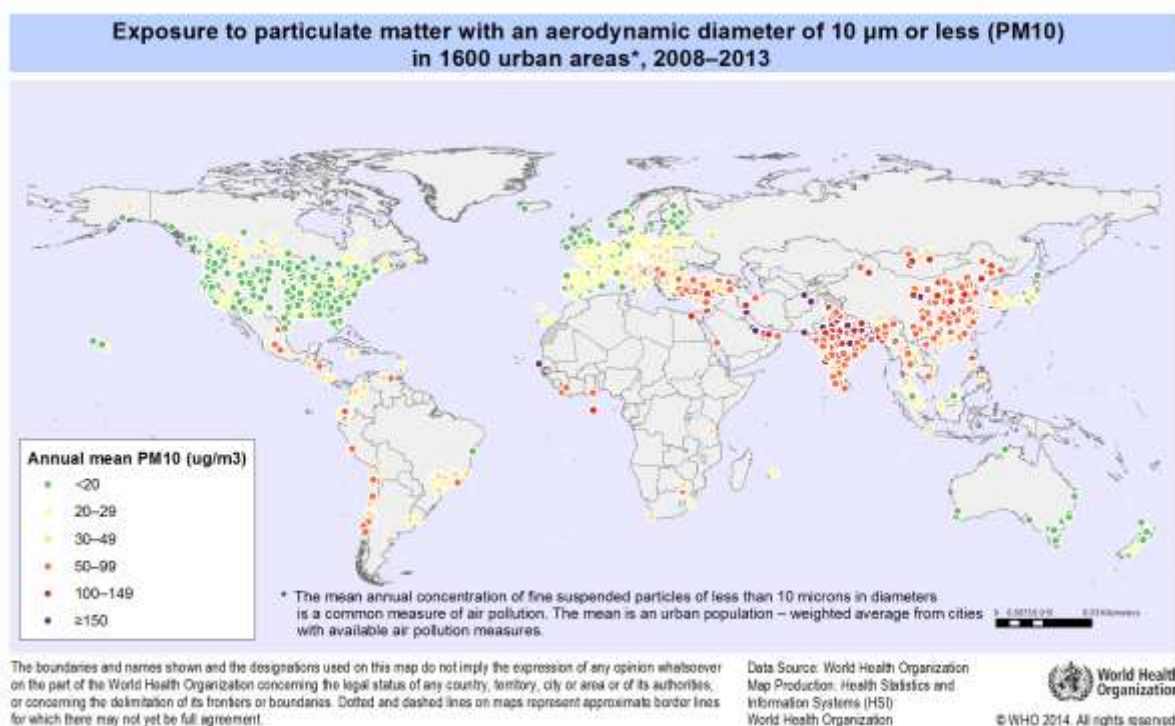 Exposure to particulate matter with an aerodynamic diameter of 10 µm or less (PM10)
in 1600 urban areas*, 2008–2013
Annual mean PM10 (ug/m3)
<20
20–29
30–49
50–99
100–149
≥150
* The mean annual concentration of fine suspended particles of less than 10 microns in diameters
is a common measure of air pollution. The mean is an urban population – weighted average from cities
with available air pollution measures.
Kilometers
The boundaries and names shown and the designations used on this map do not imply the expression of any opinion whatsoever
on the part of the World Health Organization concerning the legal status of any country, territory, city or area or of its authorities,
or concerning the delimitation of its frontiers or boundaries. Dotted and dashed lines on maps represent approximate border lines
for which there may not yet be full agreement.
Data Source: World Health Organization
Map Production: Health Statistics and
Information Systems (HSI)
World Health Organization
World Health
Organization
© WHO 2014. All rights reserved.